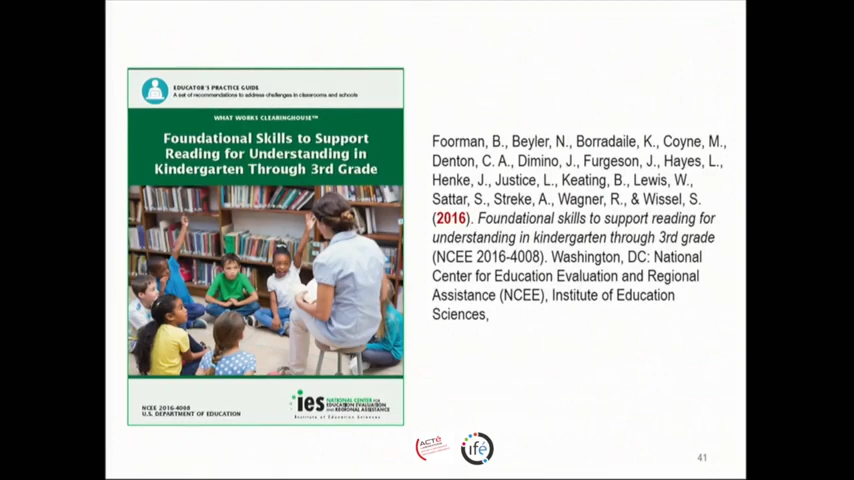 EDUCATOR'S PRACTICE GUIDE
A set of recommendations to address challenges in classrooms and schools
WHAT WORKS CLEARINGHOUSE™
Foundational Skills to Support
Reading for Understanding in
Kindergarten Through 3rd Grade
NCEE 2016-4008
U.S. DEPARTMENT OF EDUCATION
ies NATIONAL CENTER FOR
EDUCATION EVALUATION
AND REGIONAL ASSISTANCE
Institute of Education Sciences
Foorman, B., Beyler, N., Borradaile, K., Coyne, M.,
Denton, C. A., Dimino, J., Furgeson, J., Hayes, L.,
Henke, J., Justice, L., Keating, B., Lewis, W.,
Sattar, S., Streke, A., Wagner, R., & Wissel, S.
(2016). Foundational skills to support reading for
understanding in kindergarten through 3rd grade
(NCEE 2016-4008). Washington, DC: National
Center for Education Evaluation and Regional
Assistance (NCEE), Institute of Education
Sciences,
ACTé
ifé
41